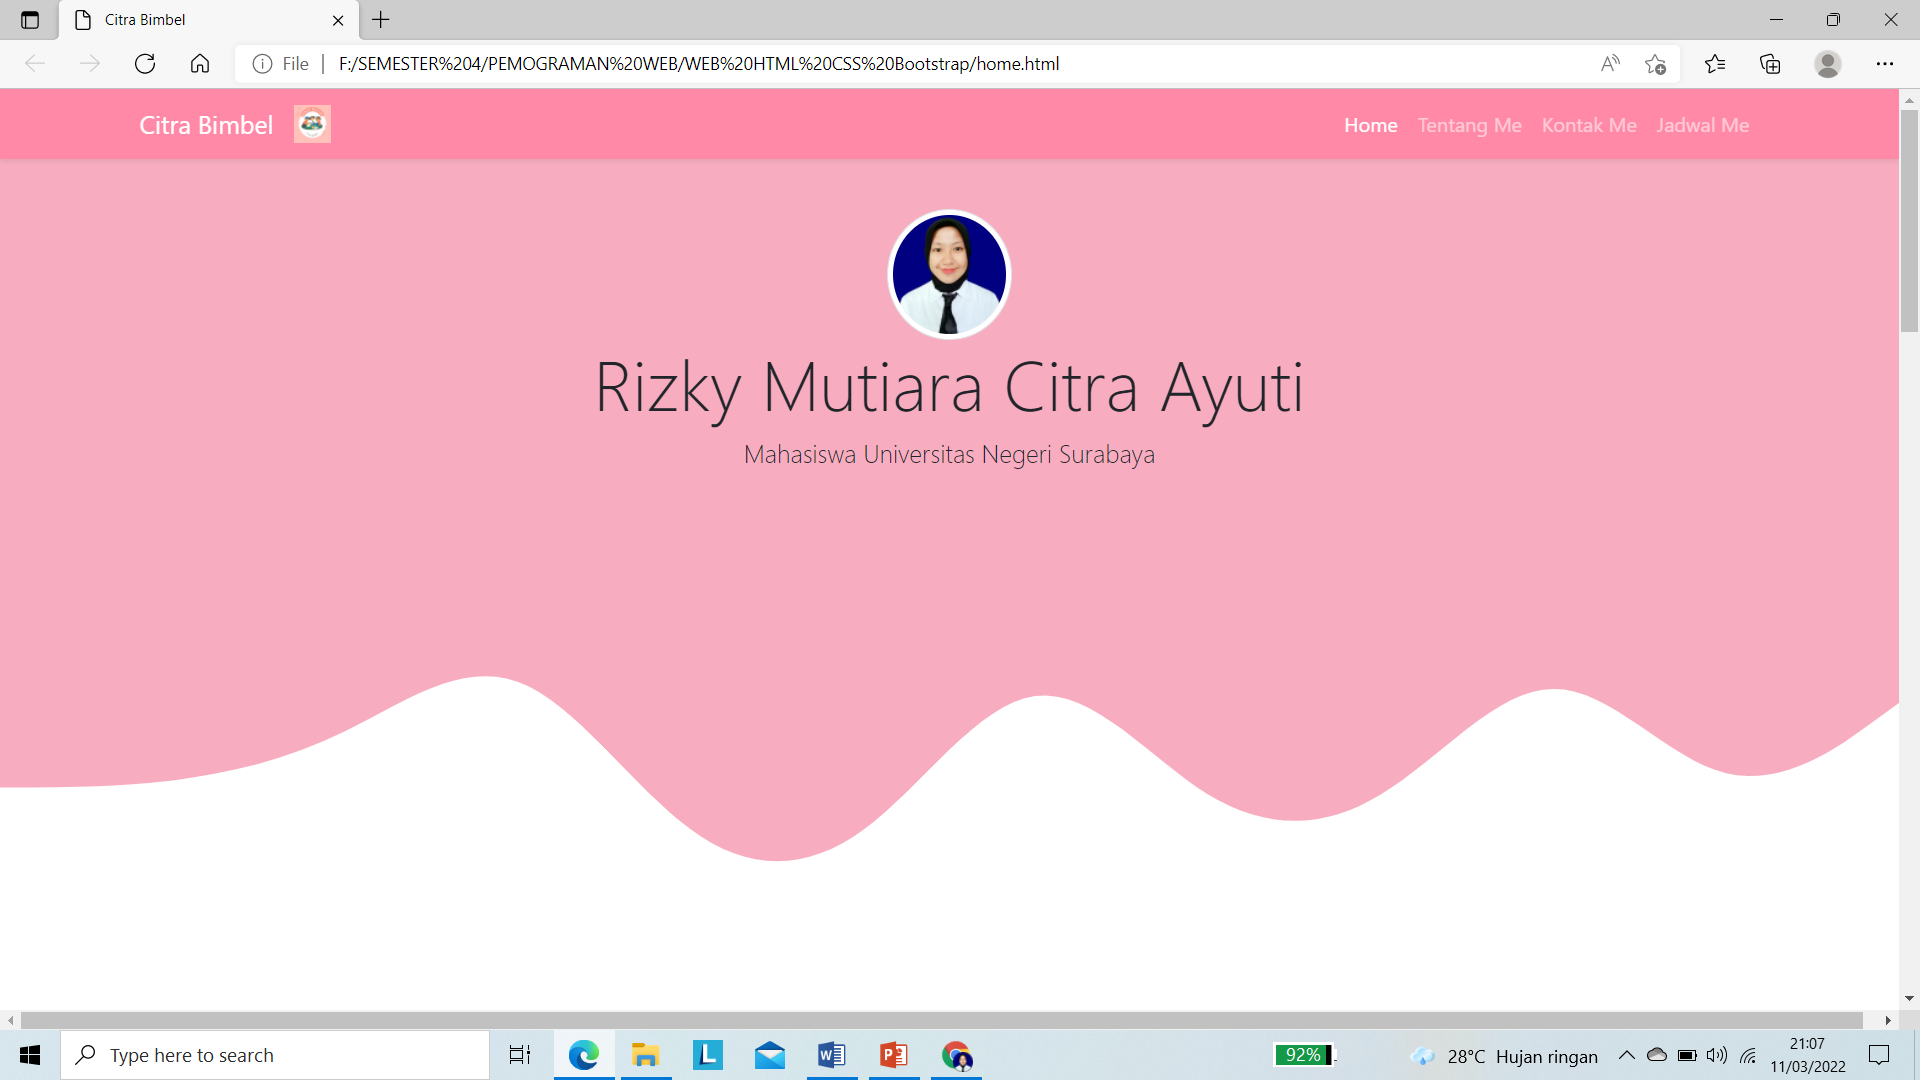 Citra Bimbel
File
F:/SEMESTER%204/PEMOGRAMAN%20WEB/WEB%20HTML%20CSS%20Bootstrap/home.html
Citra Bimbel
Home Tentang Me Kontak Me Jadwal Me
Rizky Mutiara Citra Ayuti
Mahasiswa Universitas Negeri Surabaya
Type here to search
92%
28°C Hujan ringan
21:07
11/03/2022